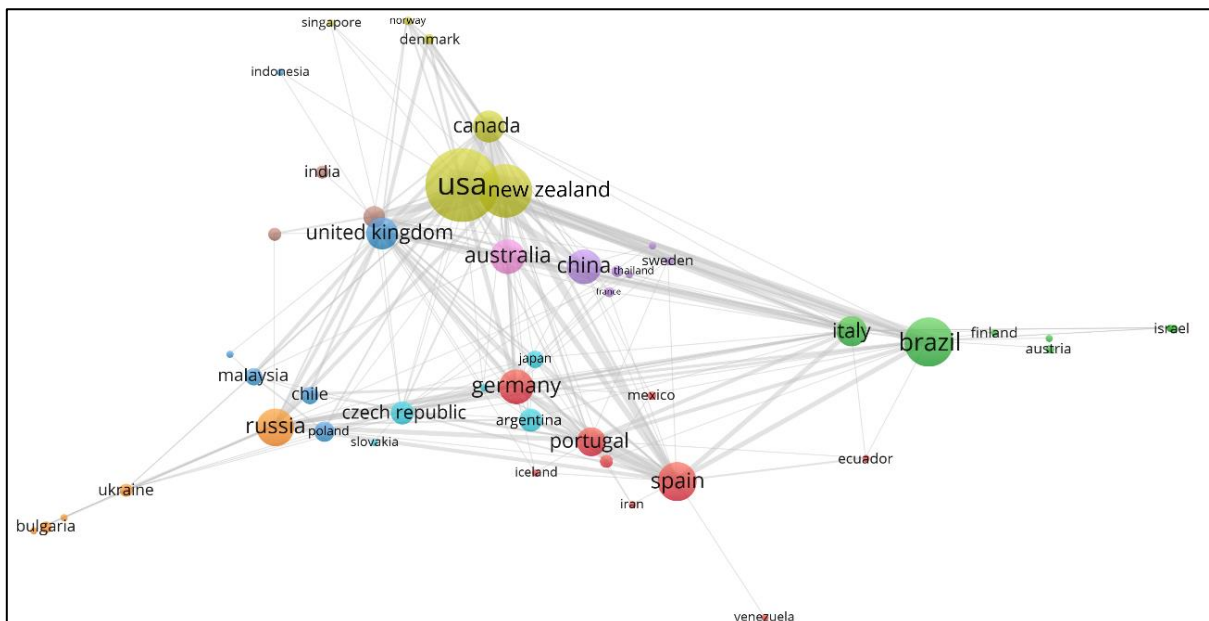 singapore
norway
denmark
indonesia
canada
india
usa
new zealand
united kingdom
australia
china
thailand
sweden
france
italy
brazil
finland
israel
austria
japan
malaysia
germany
chile
mexico
czech republic
argentina
russia
poland
slovakia
portugal
ecuador
iceland
spain
ukraine
iran
bulgaria
venezuela